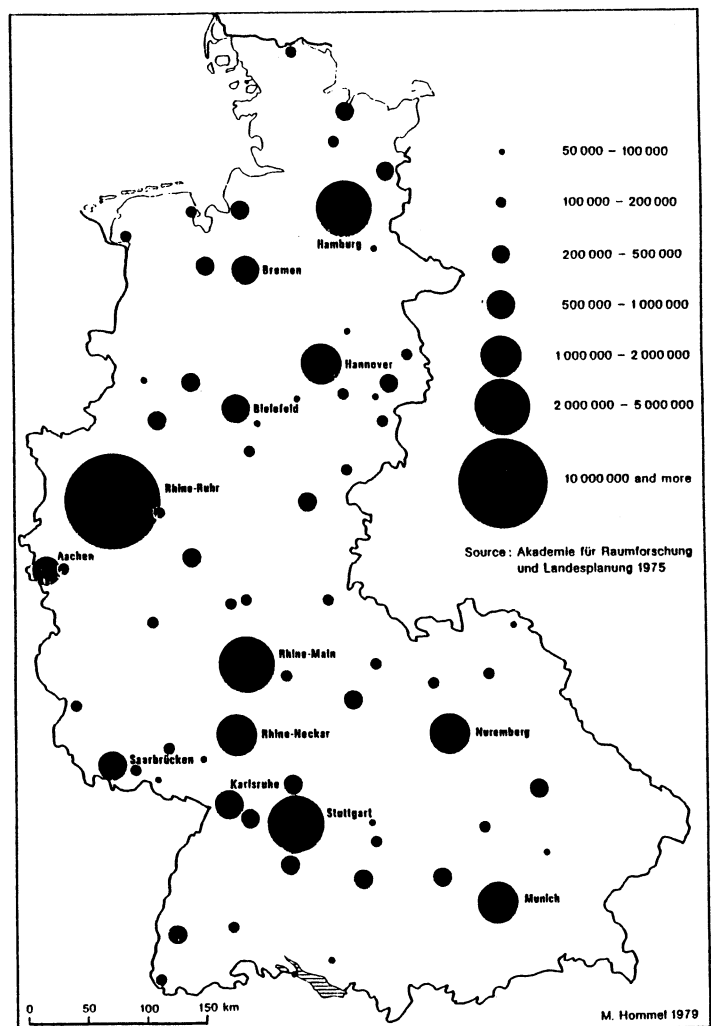 50 000 – 100 000
100 000 – 200 000
Hamburg
200 000 – 500 000
Bremen
500 000 – 1 000 000
Hannover
1 000 000 – 2 000 000
Bielefeld
2 000 000 – 5 000 000
Rhine-Ruhr
10 000 000 and more
Aachen
Source : Akademie für Raumforschung
und Landesplanung 1975
Rhine-Main
Rhine-Neckar
Nuremberg
Saarbrücken
Karlsruhe
Stuttgart
Munich
0 50 100 150 km
M. Hommel 1979